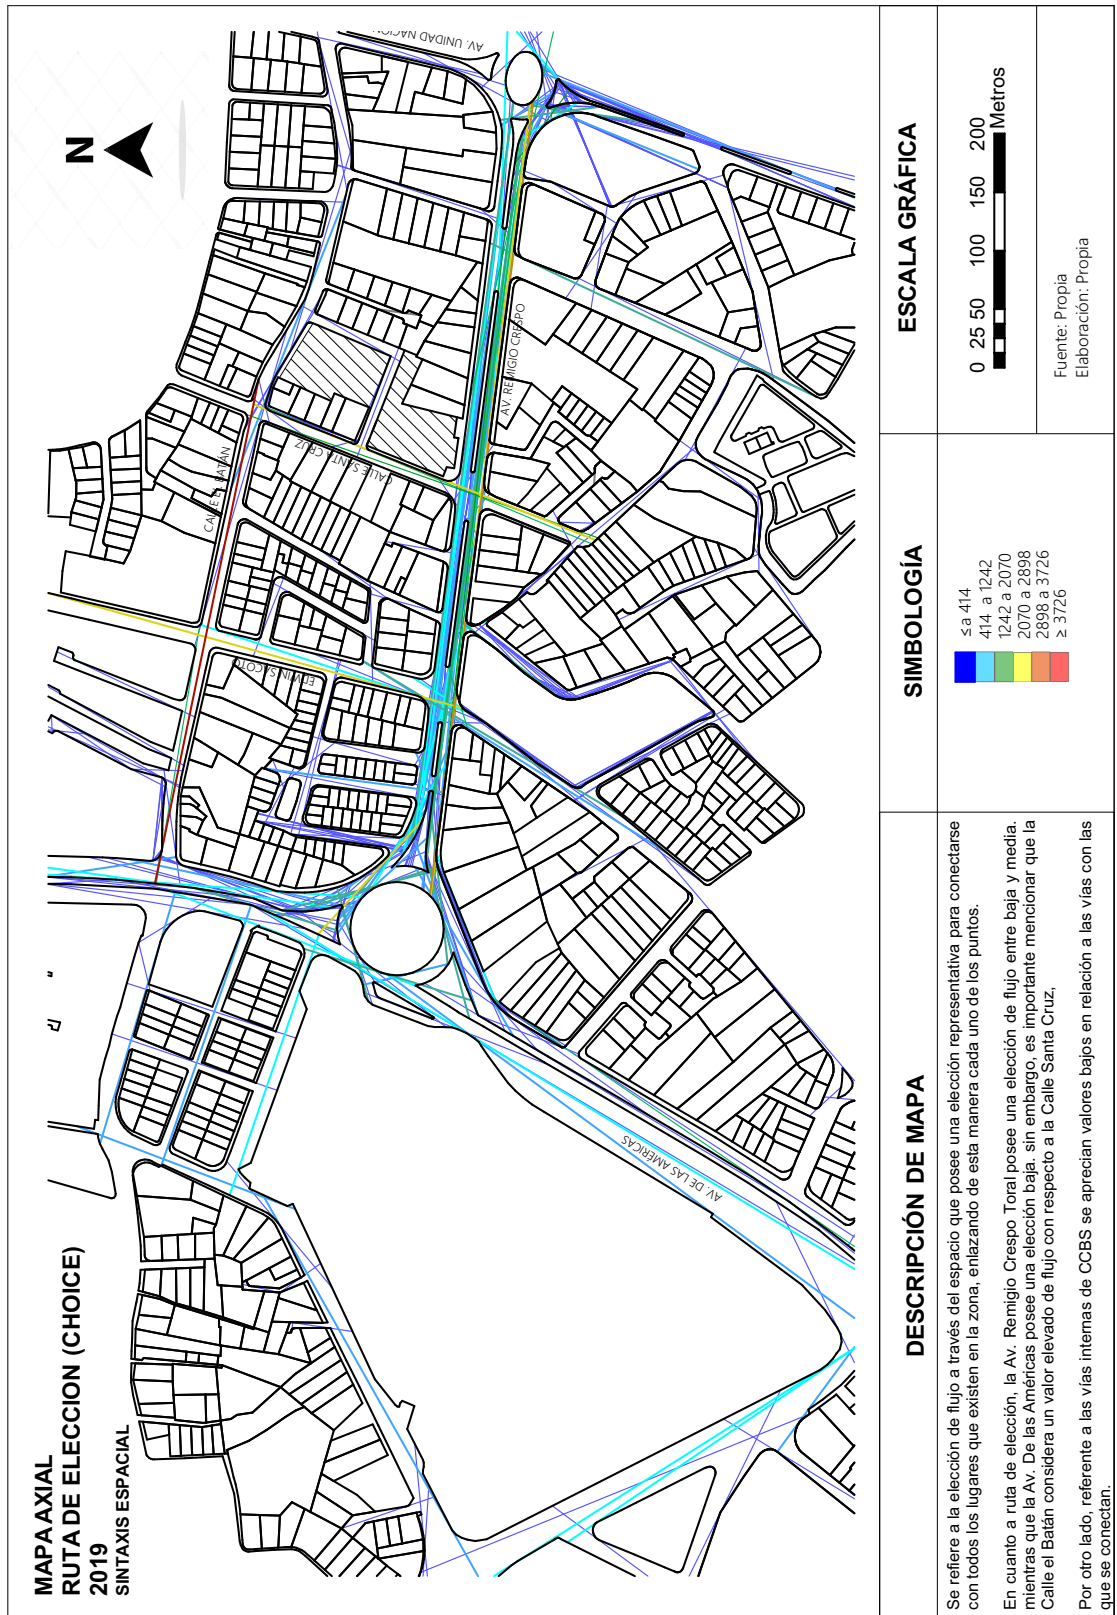 MAPA AXIAL
RUTA DE ELECCION (CHOICE)
2019
SINTAXIS ESPACIAL
N
AV. UNIDAD NACION
CALLE EL BATÁN
CALLE SANTA CRUZ
AV. REMIGIO CRESPO
EDWIN SACOTO
AV. DE LAS AMÉRICAS
DESCRIPCIÓN DE MAPA
Se refiere a la elección de flujo a través del espacio que posee una elección representativa para conectarse
con todos los lugares que existen en la zona, enlazando de esta manera cada uno de los puntos.
En cuanto a ruta de elección, la Av. Remigio Crespo Toral posee una elección de flujo entre baja y media.
mientras que la Av. De las Américas posee una elección baja. sin embargo, es importante mencionar que la
Calle el Batán considera un valor elevado de flujo con respecto a la Calle Santa Cruz,
Por otro lado, referente a las vías internas de CCBS se aprecian valores bajos en relación a las vías con las
que se conectan.
SIMBOLOGÍA
≤ a 414
414 a 1242
1242 a 2070
2070 a 2898
2898 a 3726
≥ 3726
ESCALA GRÁFICA
0 25 50 100 150 200
Metros
Fuente: Propia
Elaboración: Propia